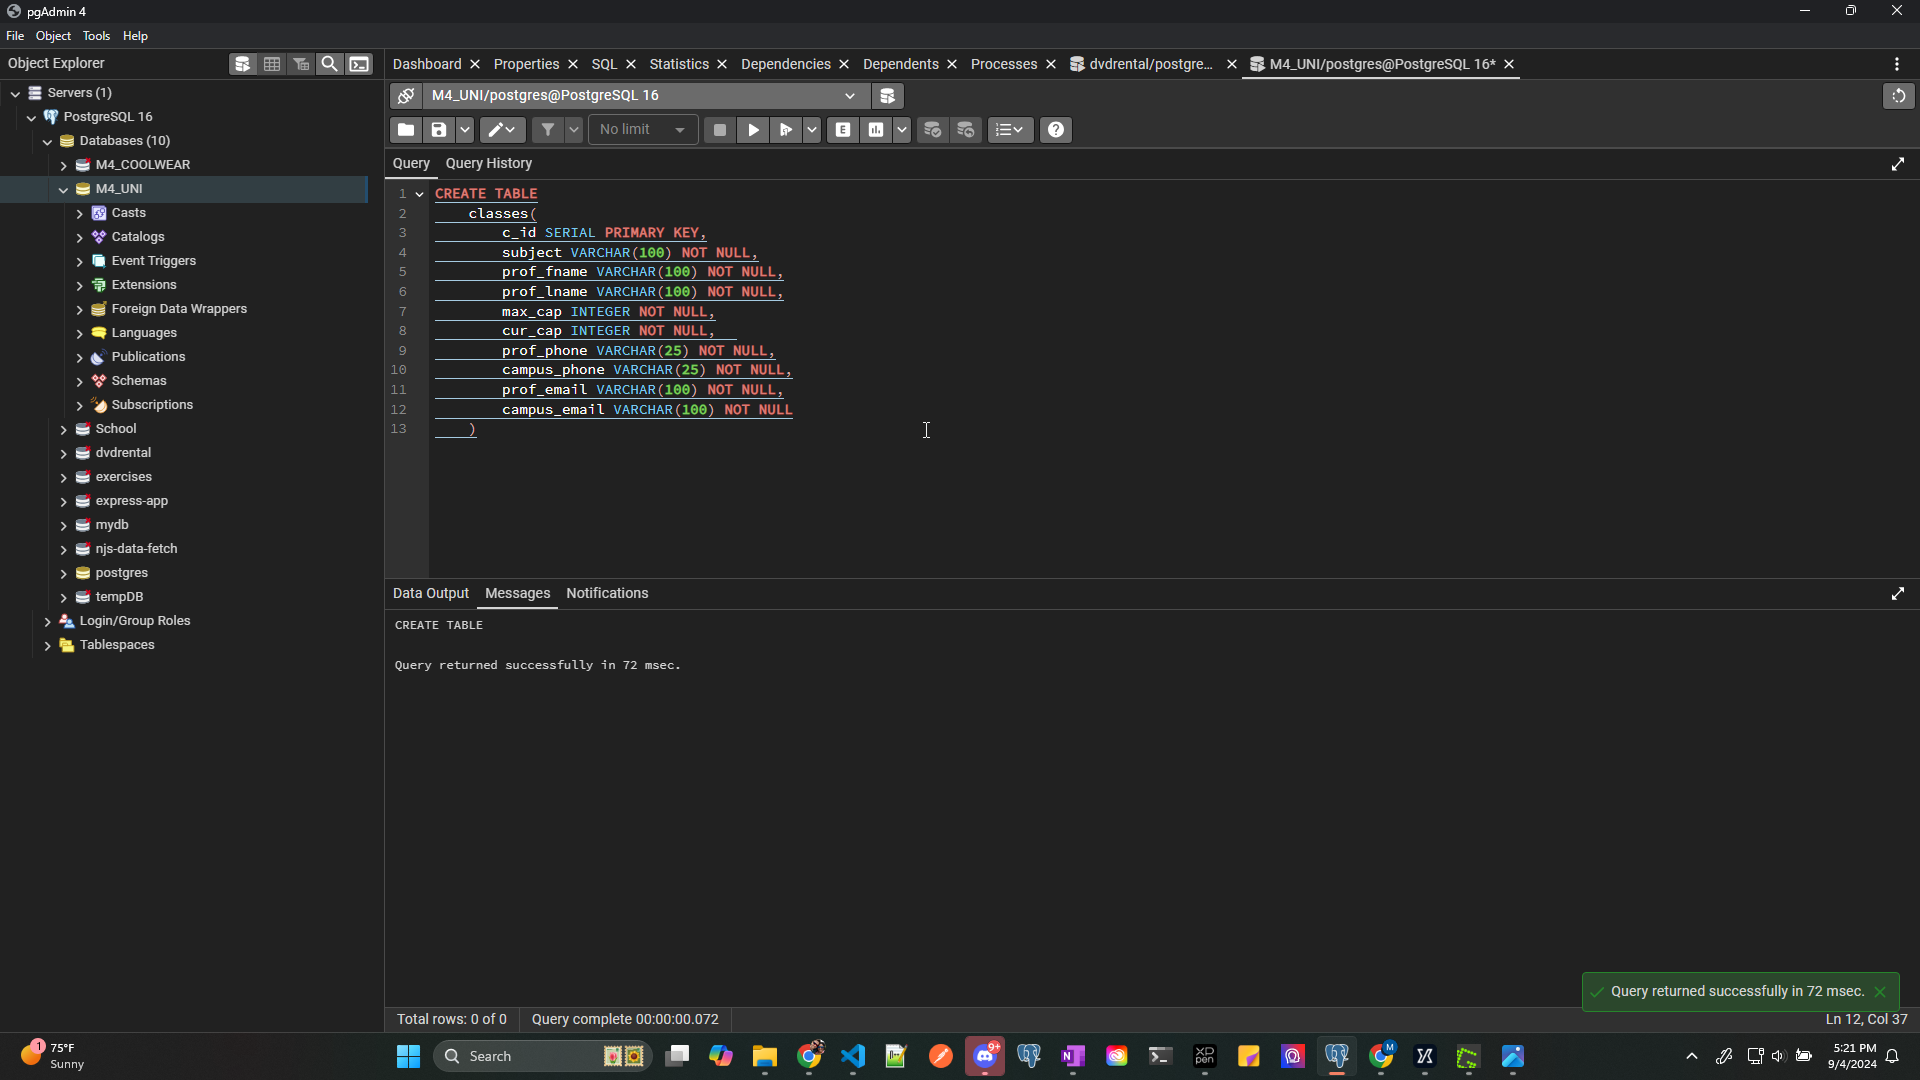 pgAdmin 4
File Object Tools Help
Object Explorer
Dashboard Properties SQL Statistics Dependencies Dependents Processes dvdrental/postgre... M4_UNI/postgres@PostgreSQL 16*
Servers (1)
PostgreSQL 16
Databases (10)
M4_COOLWEAR
M4_UNI
Casts
Catalogs
Event Triggers
Extensions
Foreign Data Wrappers
Languages
Publications
Schemas
Subscriptions
School
dvdrental
exercises
express-app
mydb
njs-data-fetch
postgres
tempDB
Login/Group Roles
Tablespaces
M4_UNI/postgres@PostgreSQL 16
No limit
E
Query Query History
1 CREATE TABLE
2 classes(
3 c_id SERIAL PRIMARY KEY,
4 subject VARCHAR(100) NOT NULL,
5 prof_fname VARCHAR(100) NOT NULL,
6 prof_lname VARCHAR(100) NOT NULL,
7 max_cap INTEGER NOT NULL,
8 cur_cap INTEGER NOT NULL,
9 prof_phone VARCHAR(25) NOT NULL,
10 campus_phone VARCHAR(25) NOT NULL,
11 prof_email VARCHAR(100) NOT NULL,
12 campus_email VARCHAR(100) NOT NULL
13 )
Data Output Messages Notifications
CREATE TABLE
Query returned successfully in 72 msec.
Query returned successfully in 72 msec.
Total rows: 0 of 0 Query complete 00:00:00.072 Ln 12, Col 37
1
75°F
Sunny
Search
9+
N
XP
pen
M
5:21 PM
9/4/2024